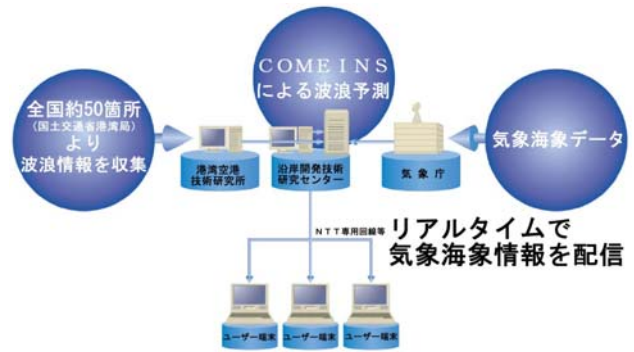 COMEINS
による波浪予測
全国約50箇所
(国土交通省港湾局)
より
波浪情報を収集
気象海象データ
港湾空港
技術研究所
沿岸開発技術
研究センター
気象庁
NTT専用回線等
リアルタイムで
気象海象情報を配信
ユーザー端末
ユーザー端末
ユーザー端末